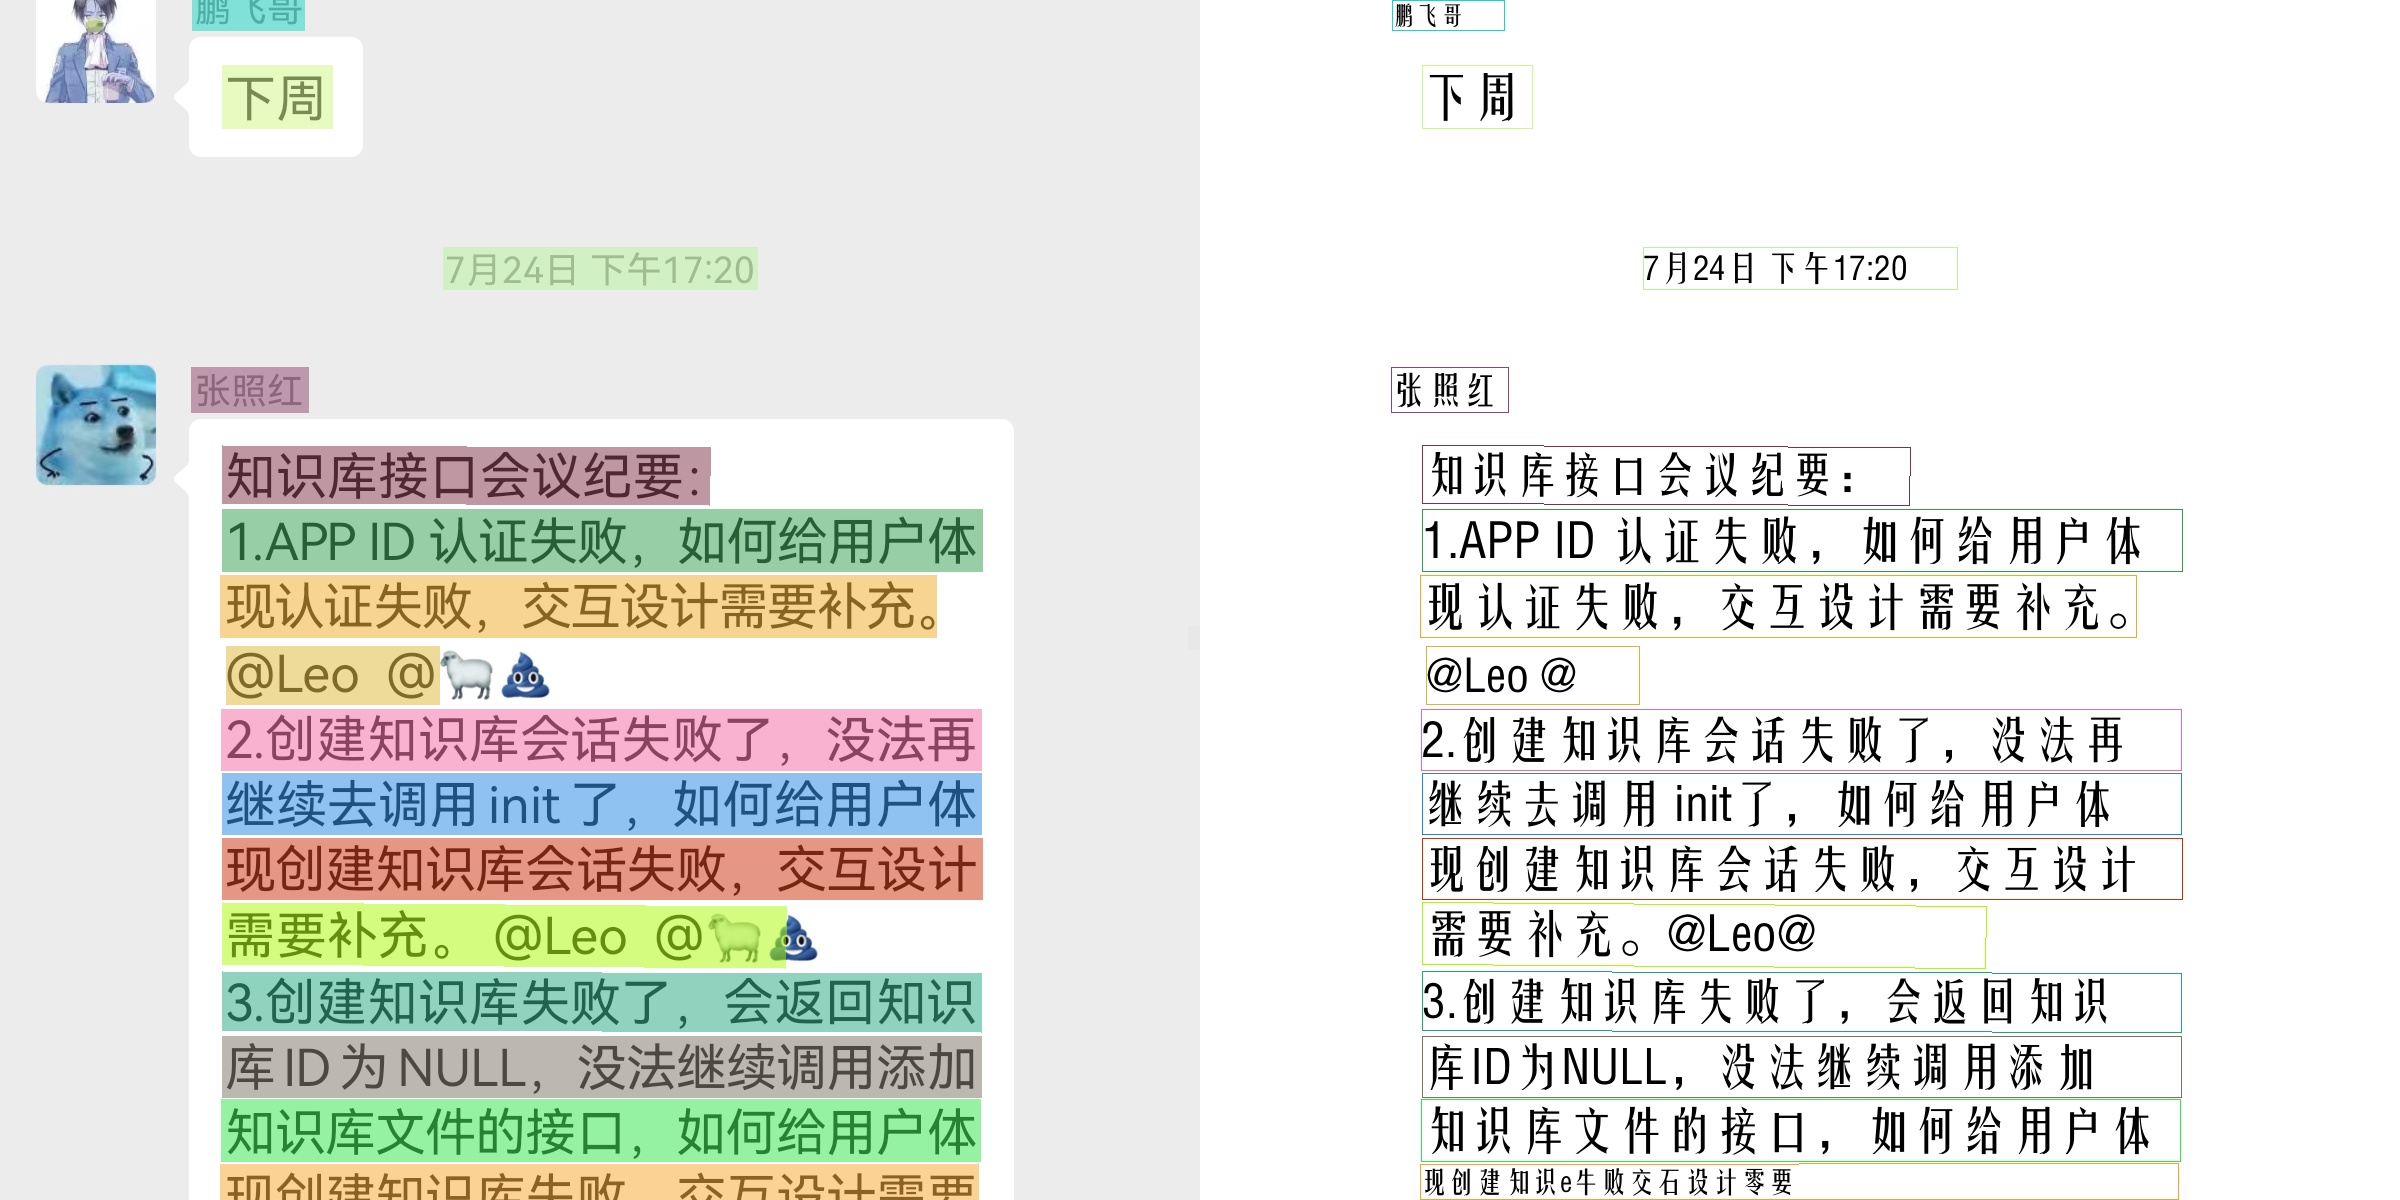 鹏飞哥
下周
7月24日 下午17:20
张照红
知识库接口会议纪要：
1.APP ID 认证失败，如何给用户体
现认证失败，交互设计需要补充。
@Leo @🐑💩
2.创建知识库会话失败了，没法再
继续去调用 init 了，如何给用户体
现创建知识库会话失败，交互设计
需要补充。 @Leo @🐑💩
3.创建知识库失败了，会返回知识
库 ID 为 NULL，没法继续调用添加
知识库文件的接口，如何给用户体
现创建知识库失败，交互设计需要
鹏飞哥
下周
7月24日 下午17:20
张照红
知识库接口会议纪要：
1.APP ID 认证失败，如何给用户体
现认证失败，交互设计需要补充。
@Leo @
2.创建知识库会话失败了，没法再
继续去调用 init了，如何给用户体
现创建知识库会话失败，交互设计
需要补充。@Leo@
3.创建知识库失败了，会返回知识
库ID为NULL，没法继续调用添加
知识库文件的接口，如何给用户体
现创建知识e牛败交石设计零要